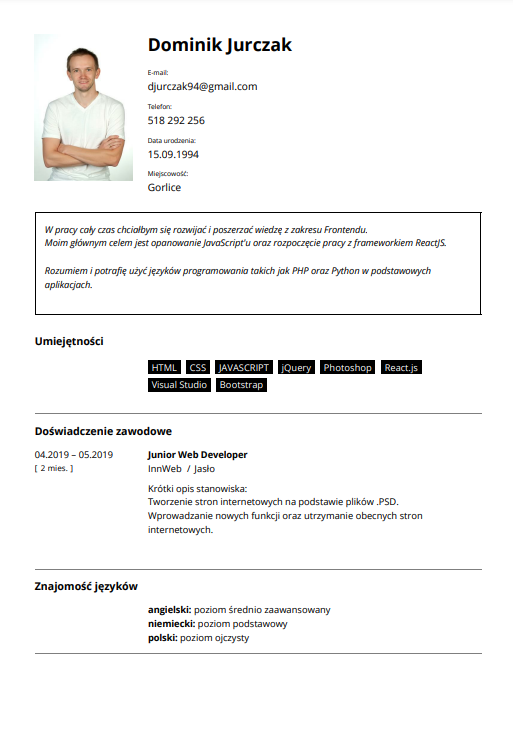 Dominik Jurczak
E-mail:
djurczak94@gmail.com
Telefon:
518 292 256
Data urodzenia:
15.09.1994
Miejscowość:
Gorlice
W pracy cały czas chciałbym się rozwijać i poszerzać wiedzę z zakresu Frontendu.
Moim głównym celem jest opanowanie JavaScript'u oraz rozpoczęcie pracy z frameworkiem ReactJS.
Rozumiem i potrafię użyć języków programowania takich jak PHP oraz Python w podstawowych
aplikacjach.
Umiejętności
HTML CSS JAVASCRIPT jQuery Photoshop React.js
Visual Studio Bootstrap
Doświadczenie zawodowe
04.2019 – 05.2019 Junior Web Developer
[ 2 mies. ] InnWeb / Jasło
Krótki opis stanowiska:
Tworzenie stron internetowych na podstawie plików .PSD.
Wprowadzanie nowych funkcji oraz utrzymanie obecnych stron
internetowych.
Znajomość języków
angielski: poziom średnio zaawansowany
niemiecki: poziom podstawowy
polski: poziom ojczysty